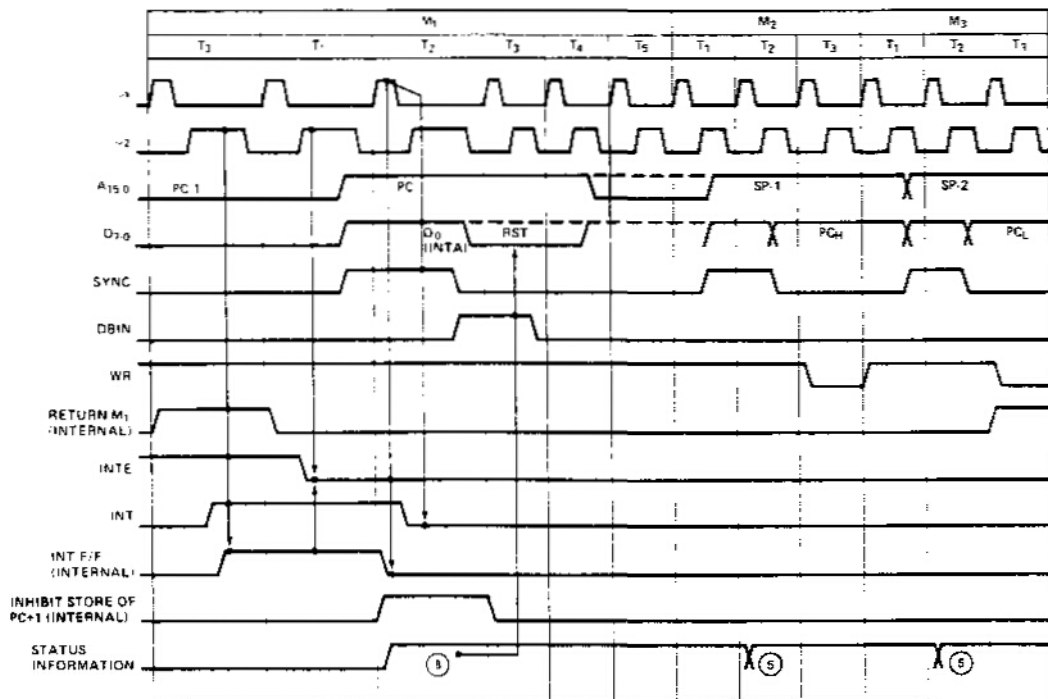 M1 M2 M3
T3 T1 T2 T3 T4 T5 T1 T2 T3 T1 T2 T3
A15-0 PC-1 PC SP-1 SP-2
D7-0 D0 (INTA) RST PCH PCL
SYNC
DBIN
WR
RETURN M1
(INTERNAL)
INTE
INT
INT F/F
(INTERNAL)
INHIBIT STORE OF
PC+1 (INTERNAL)
STATUS
INFORMATION
8 5 5